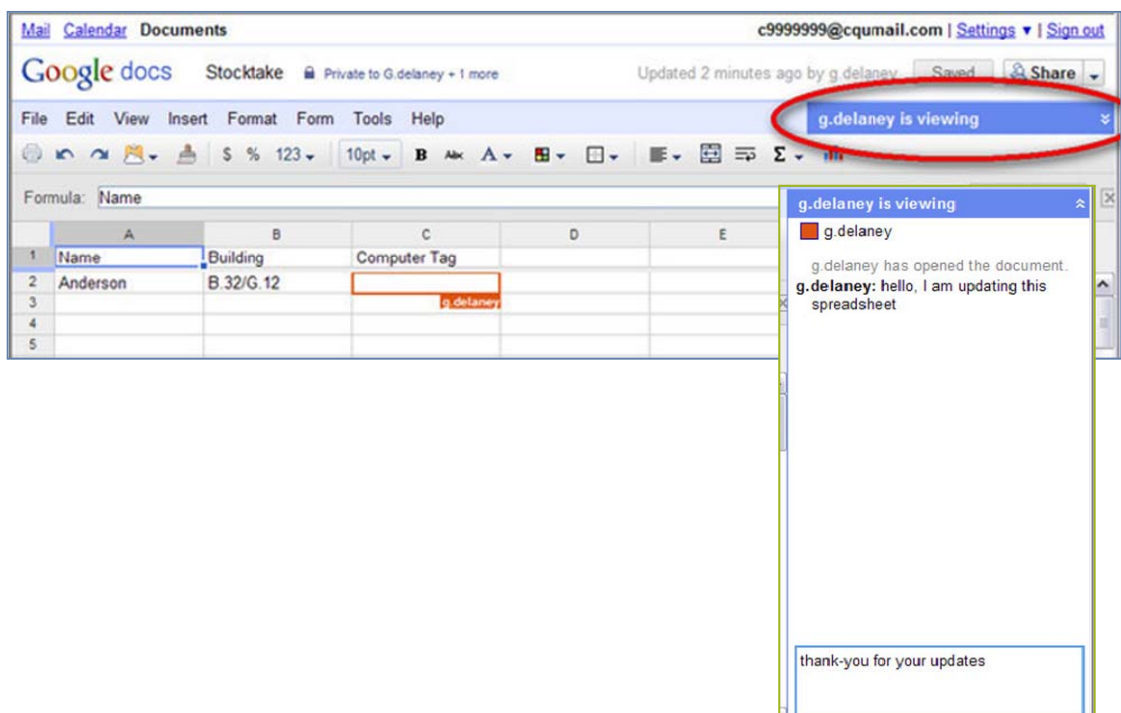 Mail Calendar Documents c9999999@cqumail.com | Settings ▼ | Sign out
Google docs Stocktake Private to G.delaney + 1 more Updated 2 minutes ago by g.delaney Saved Share
File Edit View Insert Format Form Tools Help g.delaney is viewing
$ % 123 10pt B Abc A Σ
Formula: Name
A B C D E
1 Name Building Computer Tag
2 Anderson B.32/G.12
3 g.delaney
4
5
g.delaney is viewing
g.delaney
g.delaney has opened the document.
g.delaney: hello, I am updating this
spreadsheet
thank-you for your updates